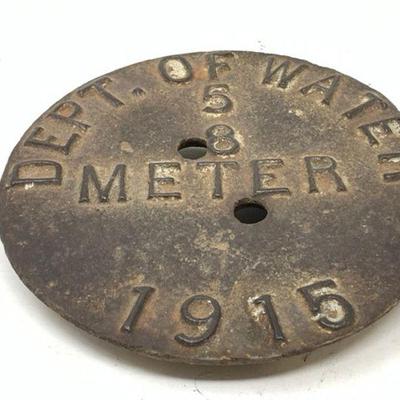 DEPT. OF WATER
5
8
METER
1915